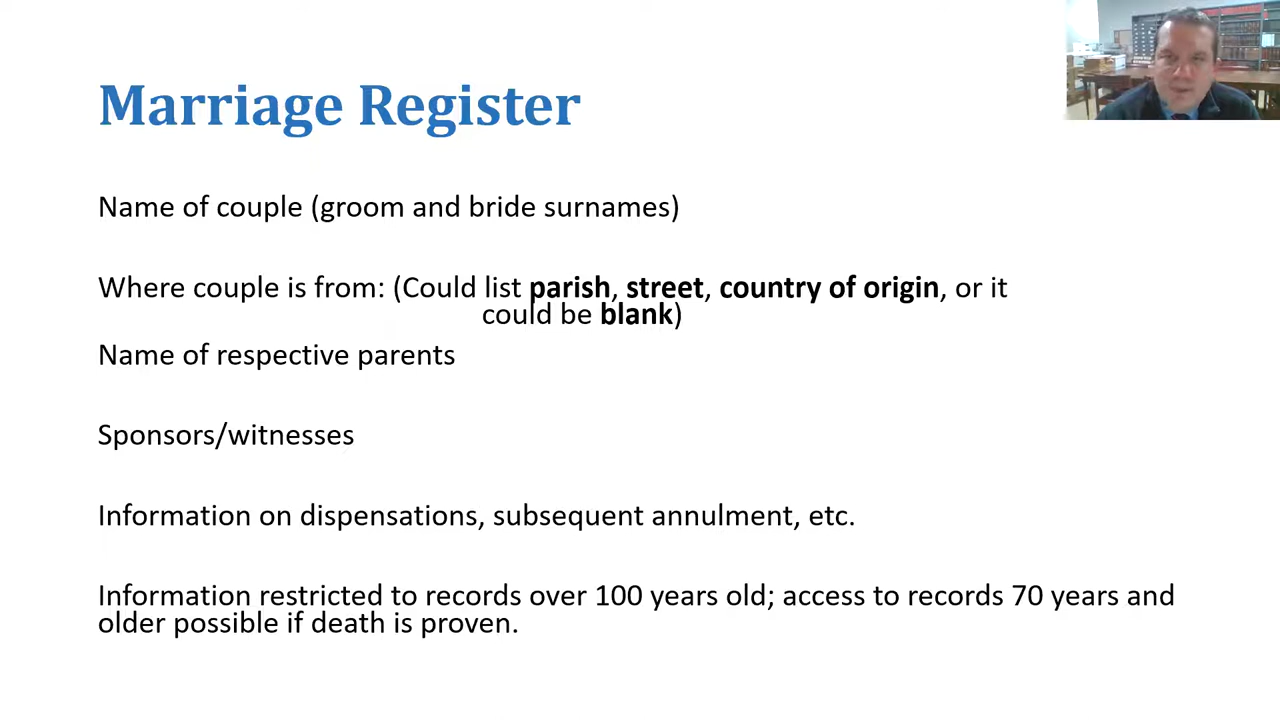 Marriage Register
Name of couple (groom and bride surnames)
Where couple is from: (Could list parish, street, country of origin, or it
could be blank)
Name of respective parents
Sponsors/witnesses
Information on dispensations, subsequent annulment, etc.
Information restricted to records over 100 years old; access to records 70 years and
older possible if death is proven.